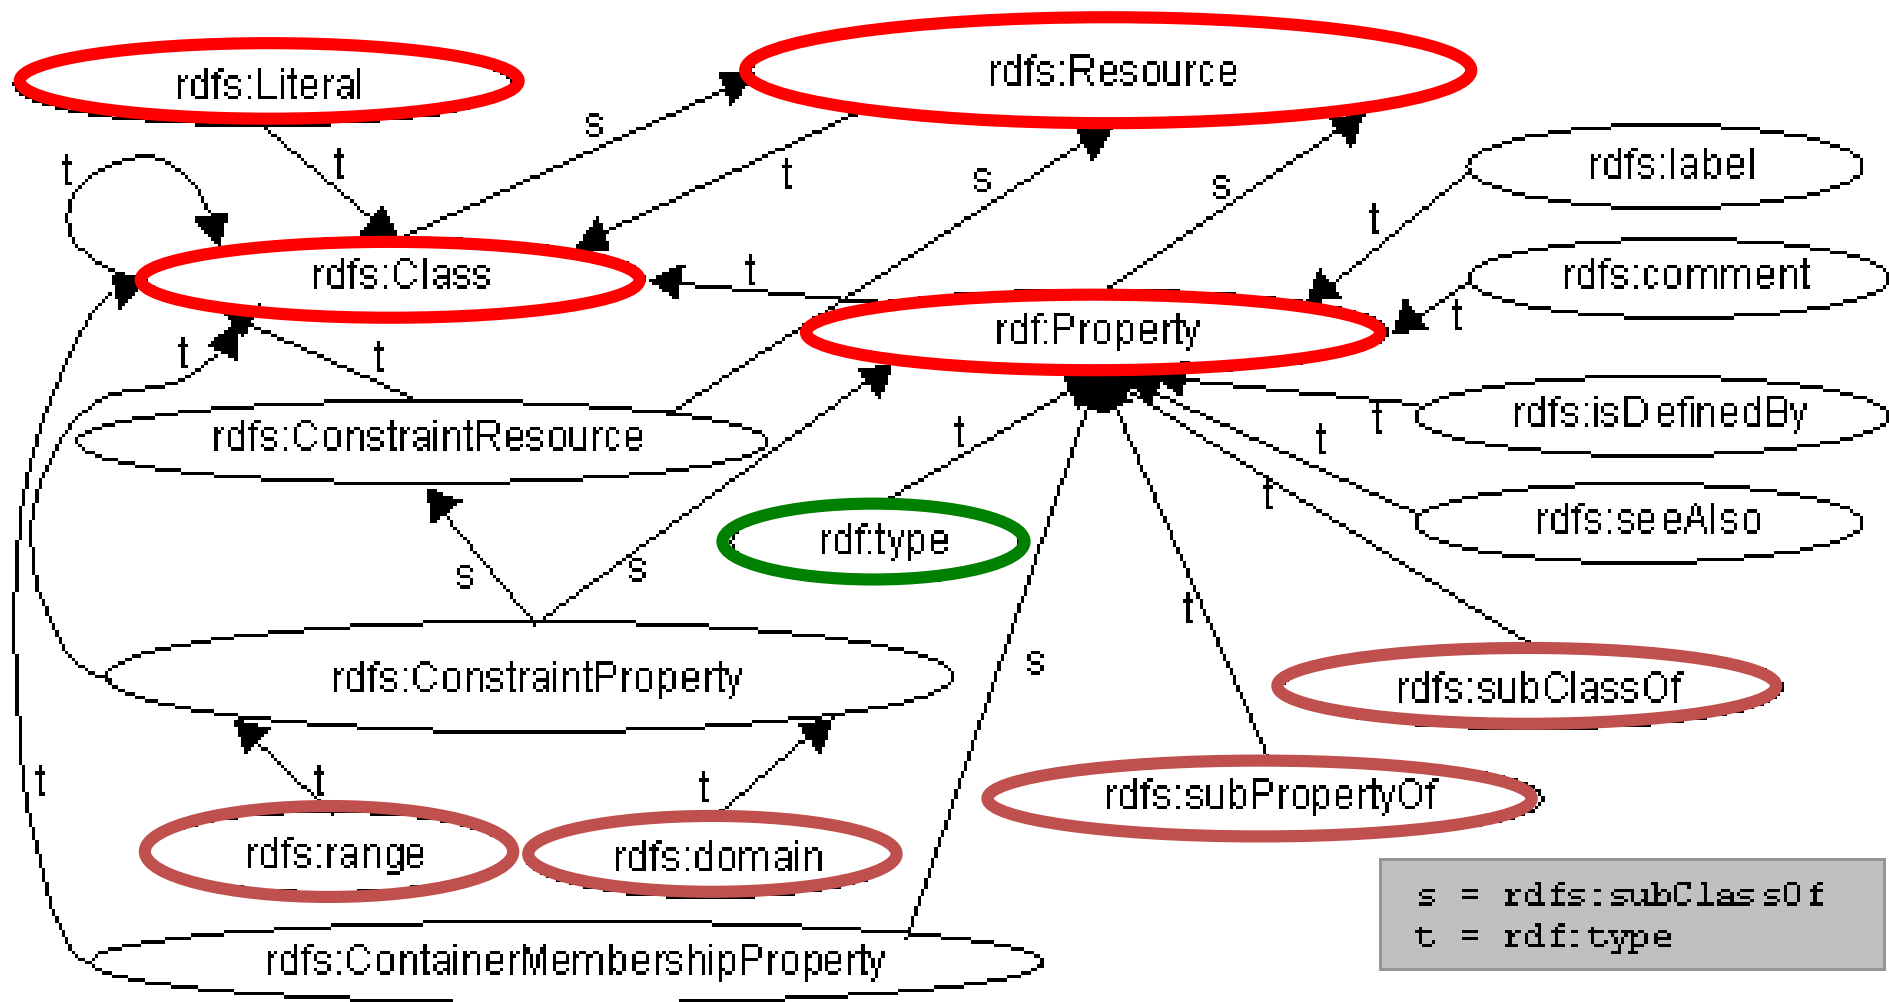 rdfs:Literal
rdfs:Resource
s
t
t
t
s
s
rdfs:label
t
rdfs:Class
t
rdfs:comment
t
rdf:Property
t
t
rdfs:ConstraintResource
t
t
rdfs:isDefinedBy
t
t
rdfs:seeAlso
rdf:type
s
s
t
s
rdfs:ConstraintProperty
rdfs:subClassOf
t
t
t
rdfs:subPropertyOf
rdfs:range
rdfs:domain
s = rdfs:subClassOf
t = rdf:type
rdfs:ContainerMembershipProperty